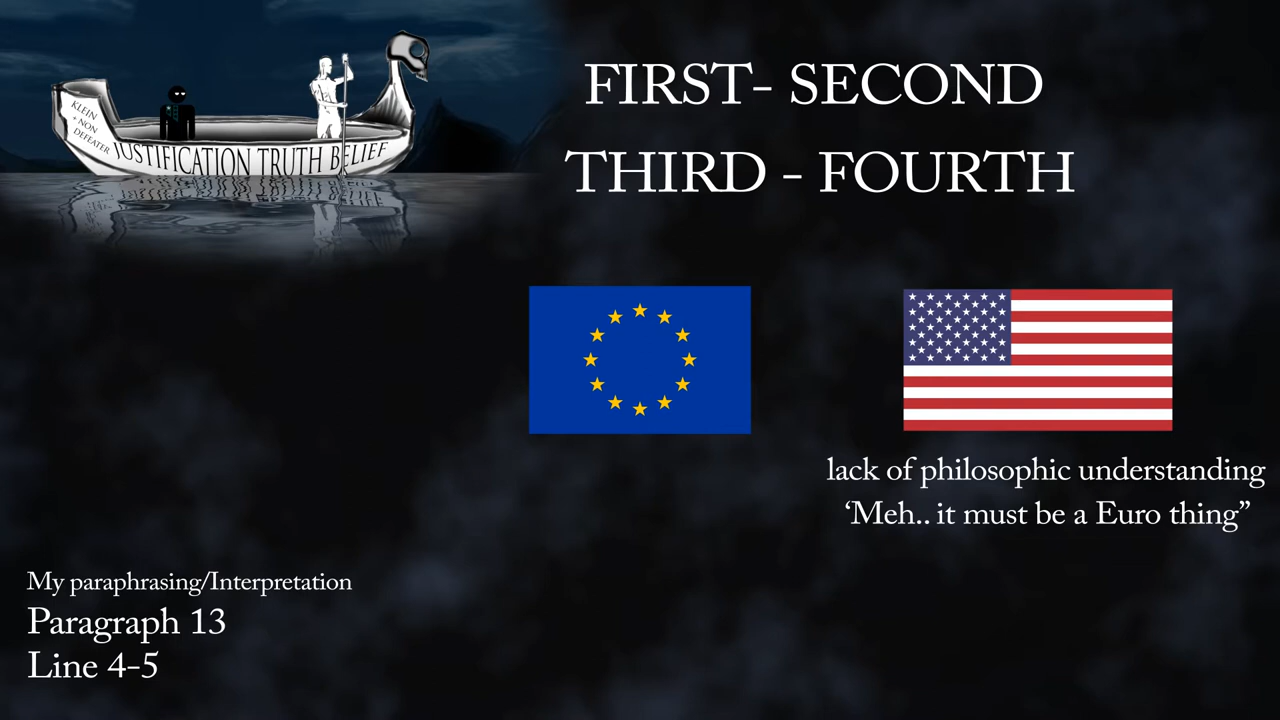 KLEIN
= NON
DEFEATER
JUSTIFICATION TRUTH BELIEF
FIRST- SECOND
THIRD - FOURTH
lack of philosophic understanding
‘Meh.. it must be a Euro thing”
My paraphrasing/Interpretation
Paragraph 13
Line 4-5